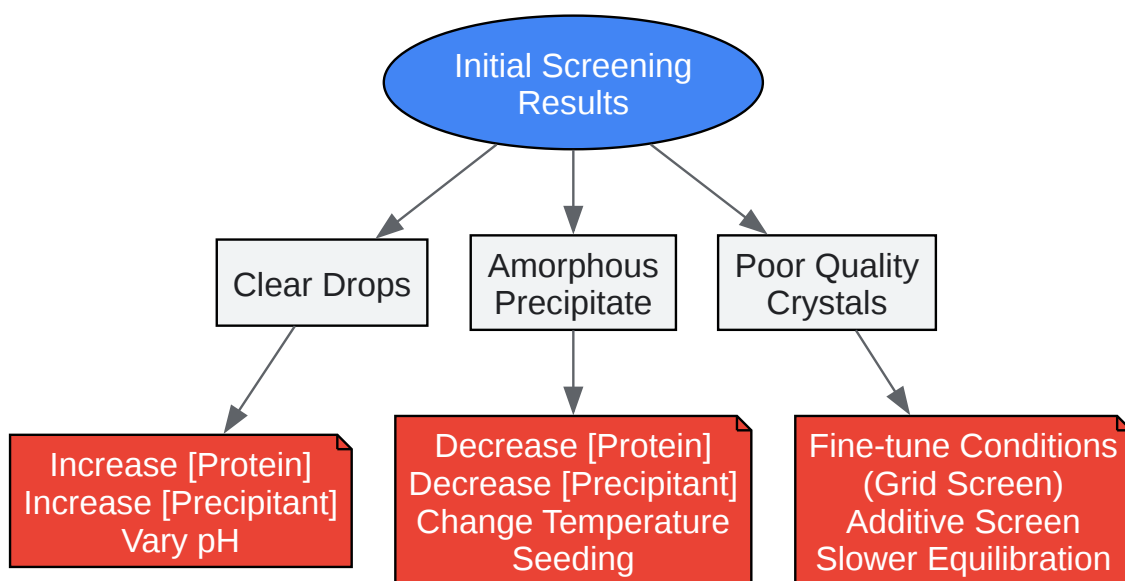 Initial Screening
Results
Clear Drops
Amorphous
Precipitate
Poor Quality
Crystals
Increase [Protein]
Increase [Precipitant]
Vary pH
Decrease [Protein]
Decrease [Precipitant]
Change Temperature
Seeding
Fine-tune Conditions
(Grid Screen)
Additive Screen
Slower Equilibration